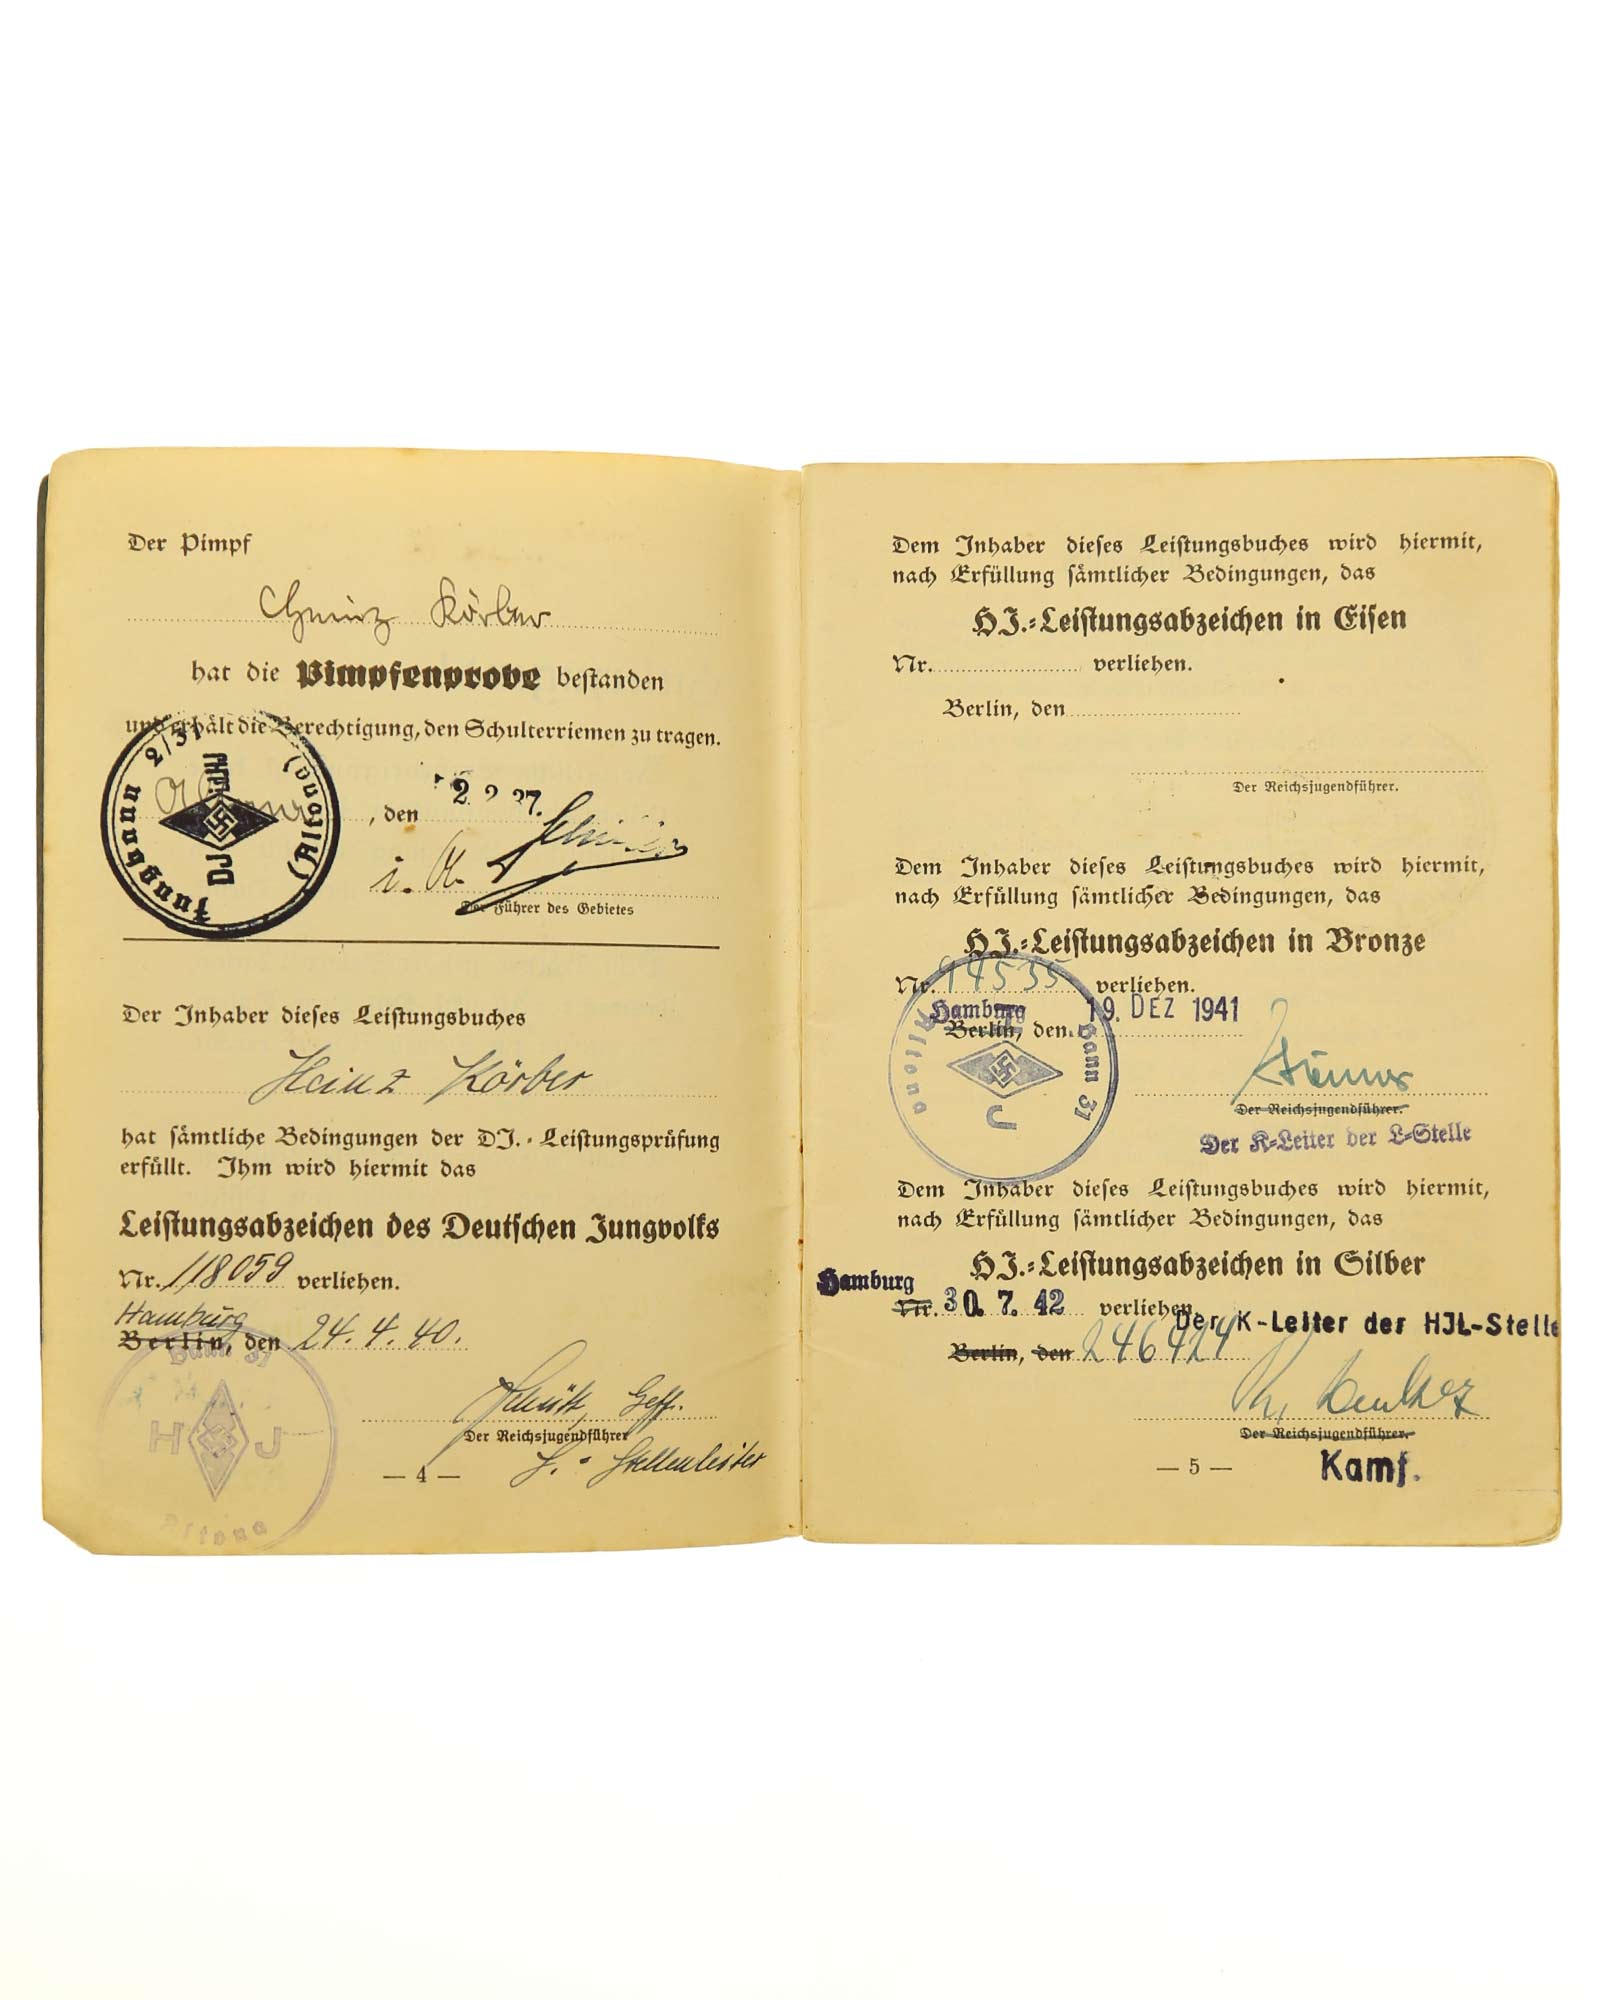 Der Pimpf
Heinz Körber
hat die Pimpfenprobe bestanden
und erhält die Berechtigung, den Schulterriemen zu tragen.
, den 2. 2 37.
i. A.
Der Führer des Gebietes
Jungbann 2/31 (Altona)
DJ
HJ
Der Inhaber dieses Leistungsbuches
Heinz Körber
hat sämtliche Bedingungen der DJ.-Leistungsprüfung
erfüllt. Ihm wird hiermit das
Leistungsabzeichen des Deutschen Jungvolks
Nr. 118059 verliehen.
Hamburg
Berlin, den 24. 4. 40.
Bann 31
H J
Altona
Geff.
Der Reichsjugendführer
Stellenleiter
— 4 —
Dem Inhaber dieses Leistungsbuches wird hiermit,
nach Erfüllung sämtlicher Bedingungen, das
HJ.-Leistungsabzeichen in Eisen
Nr. verliehen.
Berlin, den
Der Reichsjugendführer.
Dem Inhaber dieses Leistungsbuches wird hiermit,
nach Erfüllung sämtlicher Bedingungen, das
HJ.-Leistungsabzeichen in Bronze
Nr. 94535 verliehen.
Hamburg 19. DEZ 1941
Berlin, den
Bann 31
J
Altona
Der Reichsjugendführer.
Der K-Leiter der L-Stelle
Dem Inhaber dieses Leistungsbuches wird hiermit,
nach Erfüllung sämtlicher Bedingungen, das
HJ.-Leistungsabzeichen in Silber
Hamburg
Nr. 30. 7. 42 verliehen.
Der K-Leiter der HJL-Stelle
Berlin, den 246424
Der Reichsjugendführer.
— 5 —
Kamf.